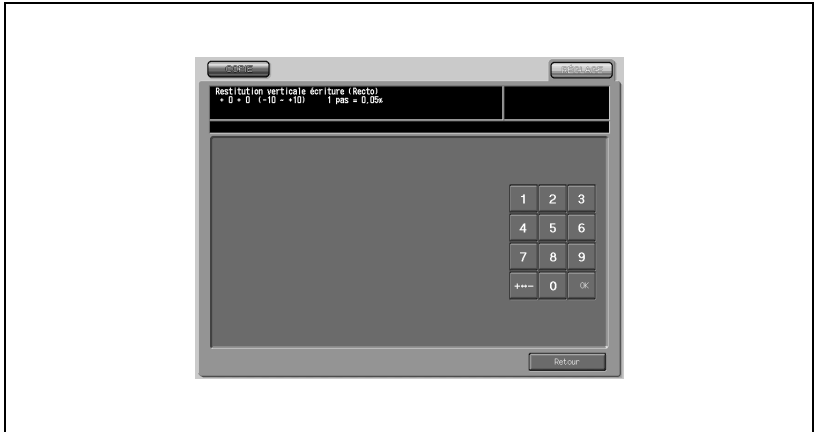 COPIE
RÉGLAGE
Restitution verticale écriture (Recto)
+ 0 + 0 (-10 ~ +10) 1 pas = 0,05%
1 2 3
4 5 6
7 8 9
+↔− 0 OK
Retour